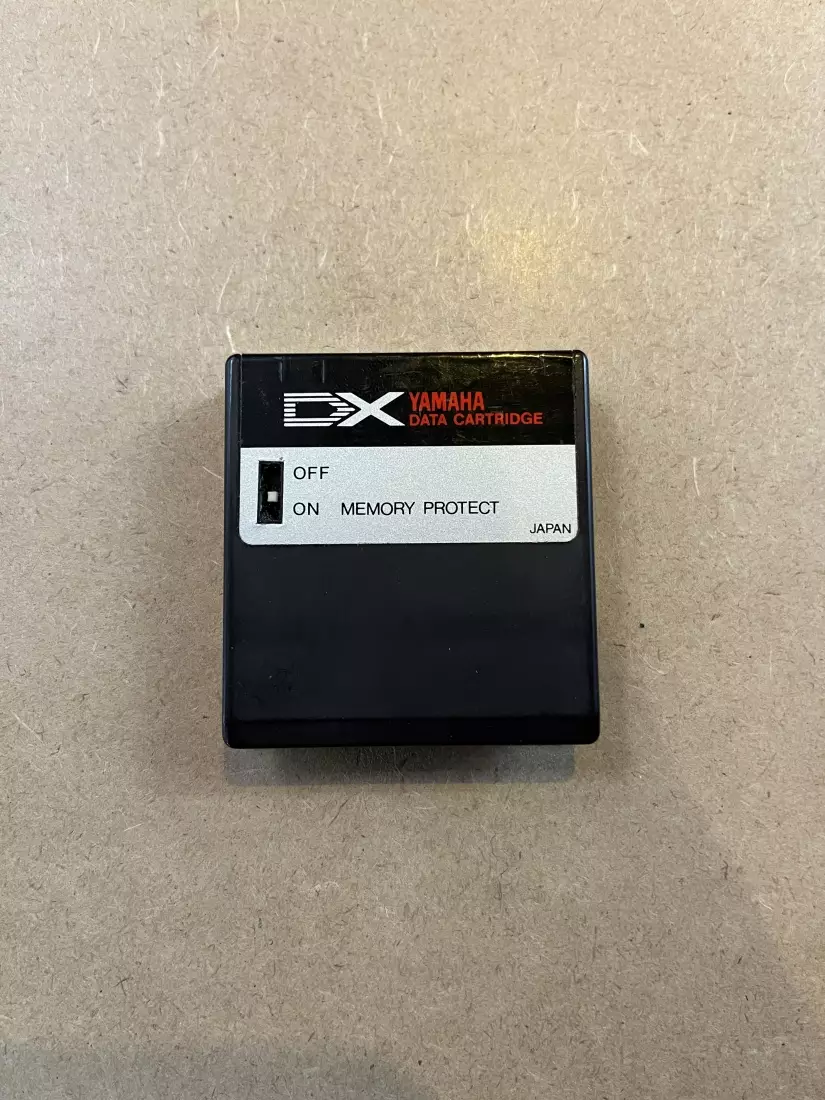 DX YAMAHA
DATA CARTRIDGE
OFF
ON MEMORY PROTECT
JAPAN